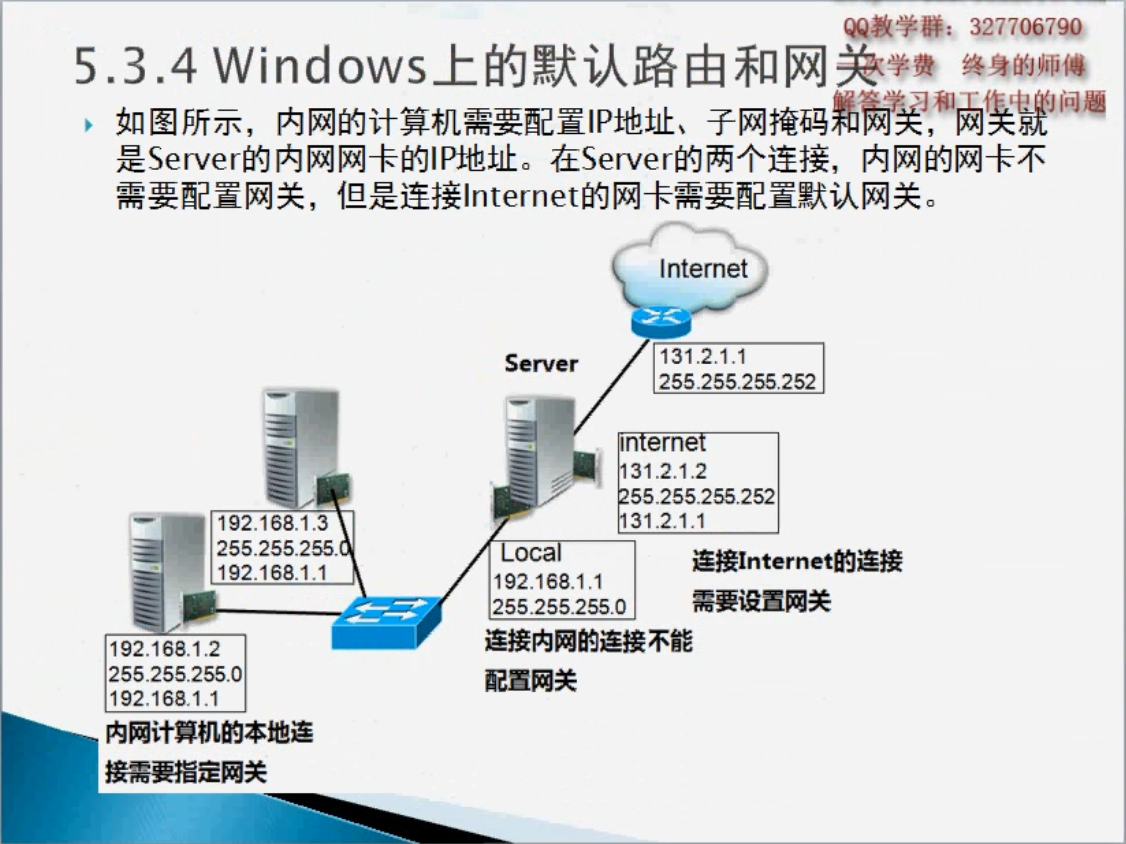 QQ教学群：327706790
5.3.4 Windows上的默认路由和网关
一次学费 终身的师傅
解答学习和工作中的问题
如图所示，内网的计算机需要配置IP地址、子网掩码和网关，网关就
是Server的内网网卡的IP地址。在Server的两个连接，内网的网卡不
需要配置网关，但是连接Internet的网卡需要配置默认网关。
Internet
131.2.1.1
255.255.255.252
Server
internet
131.2.1.2
255.255.255.252
131.2.1.1
连接Internet的连接
需要设置网关
192.168.1.3
255.255.255.0
192.168.1.1
Local
192.168.1.1
255.255.255.0
连接内网的连接不能
配置网关
192.168.1.2
255.255.255.0
192.168.1.1
内网计算机的本地连
接需要指定网关